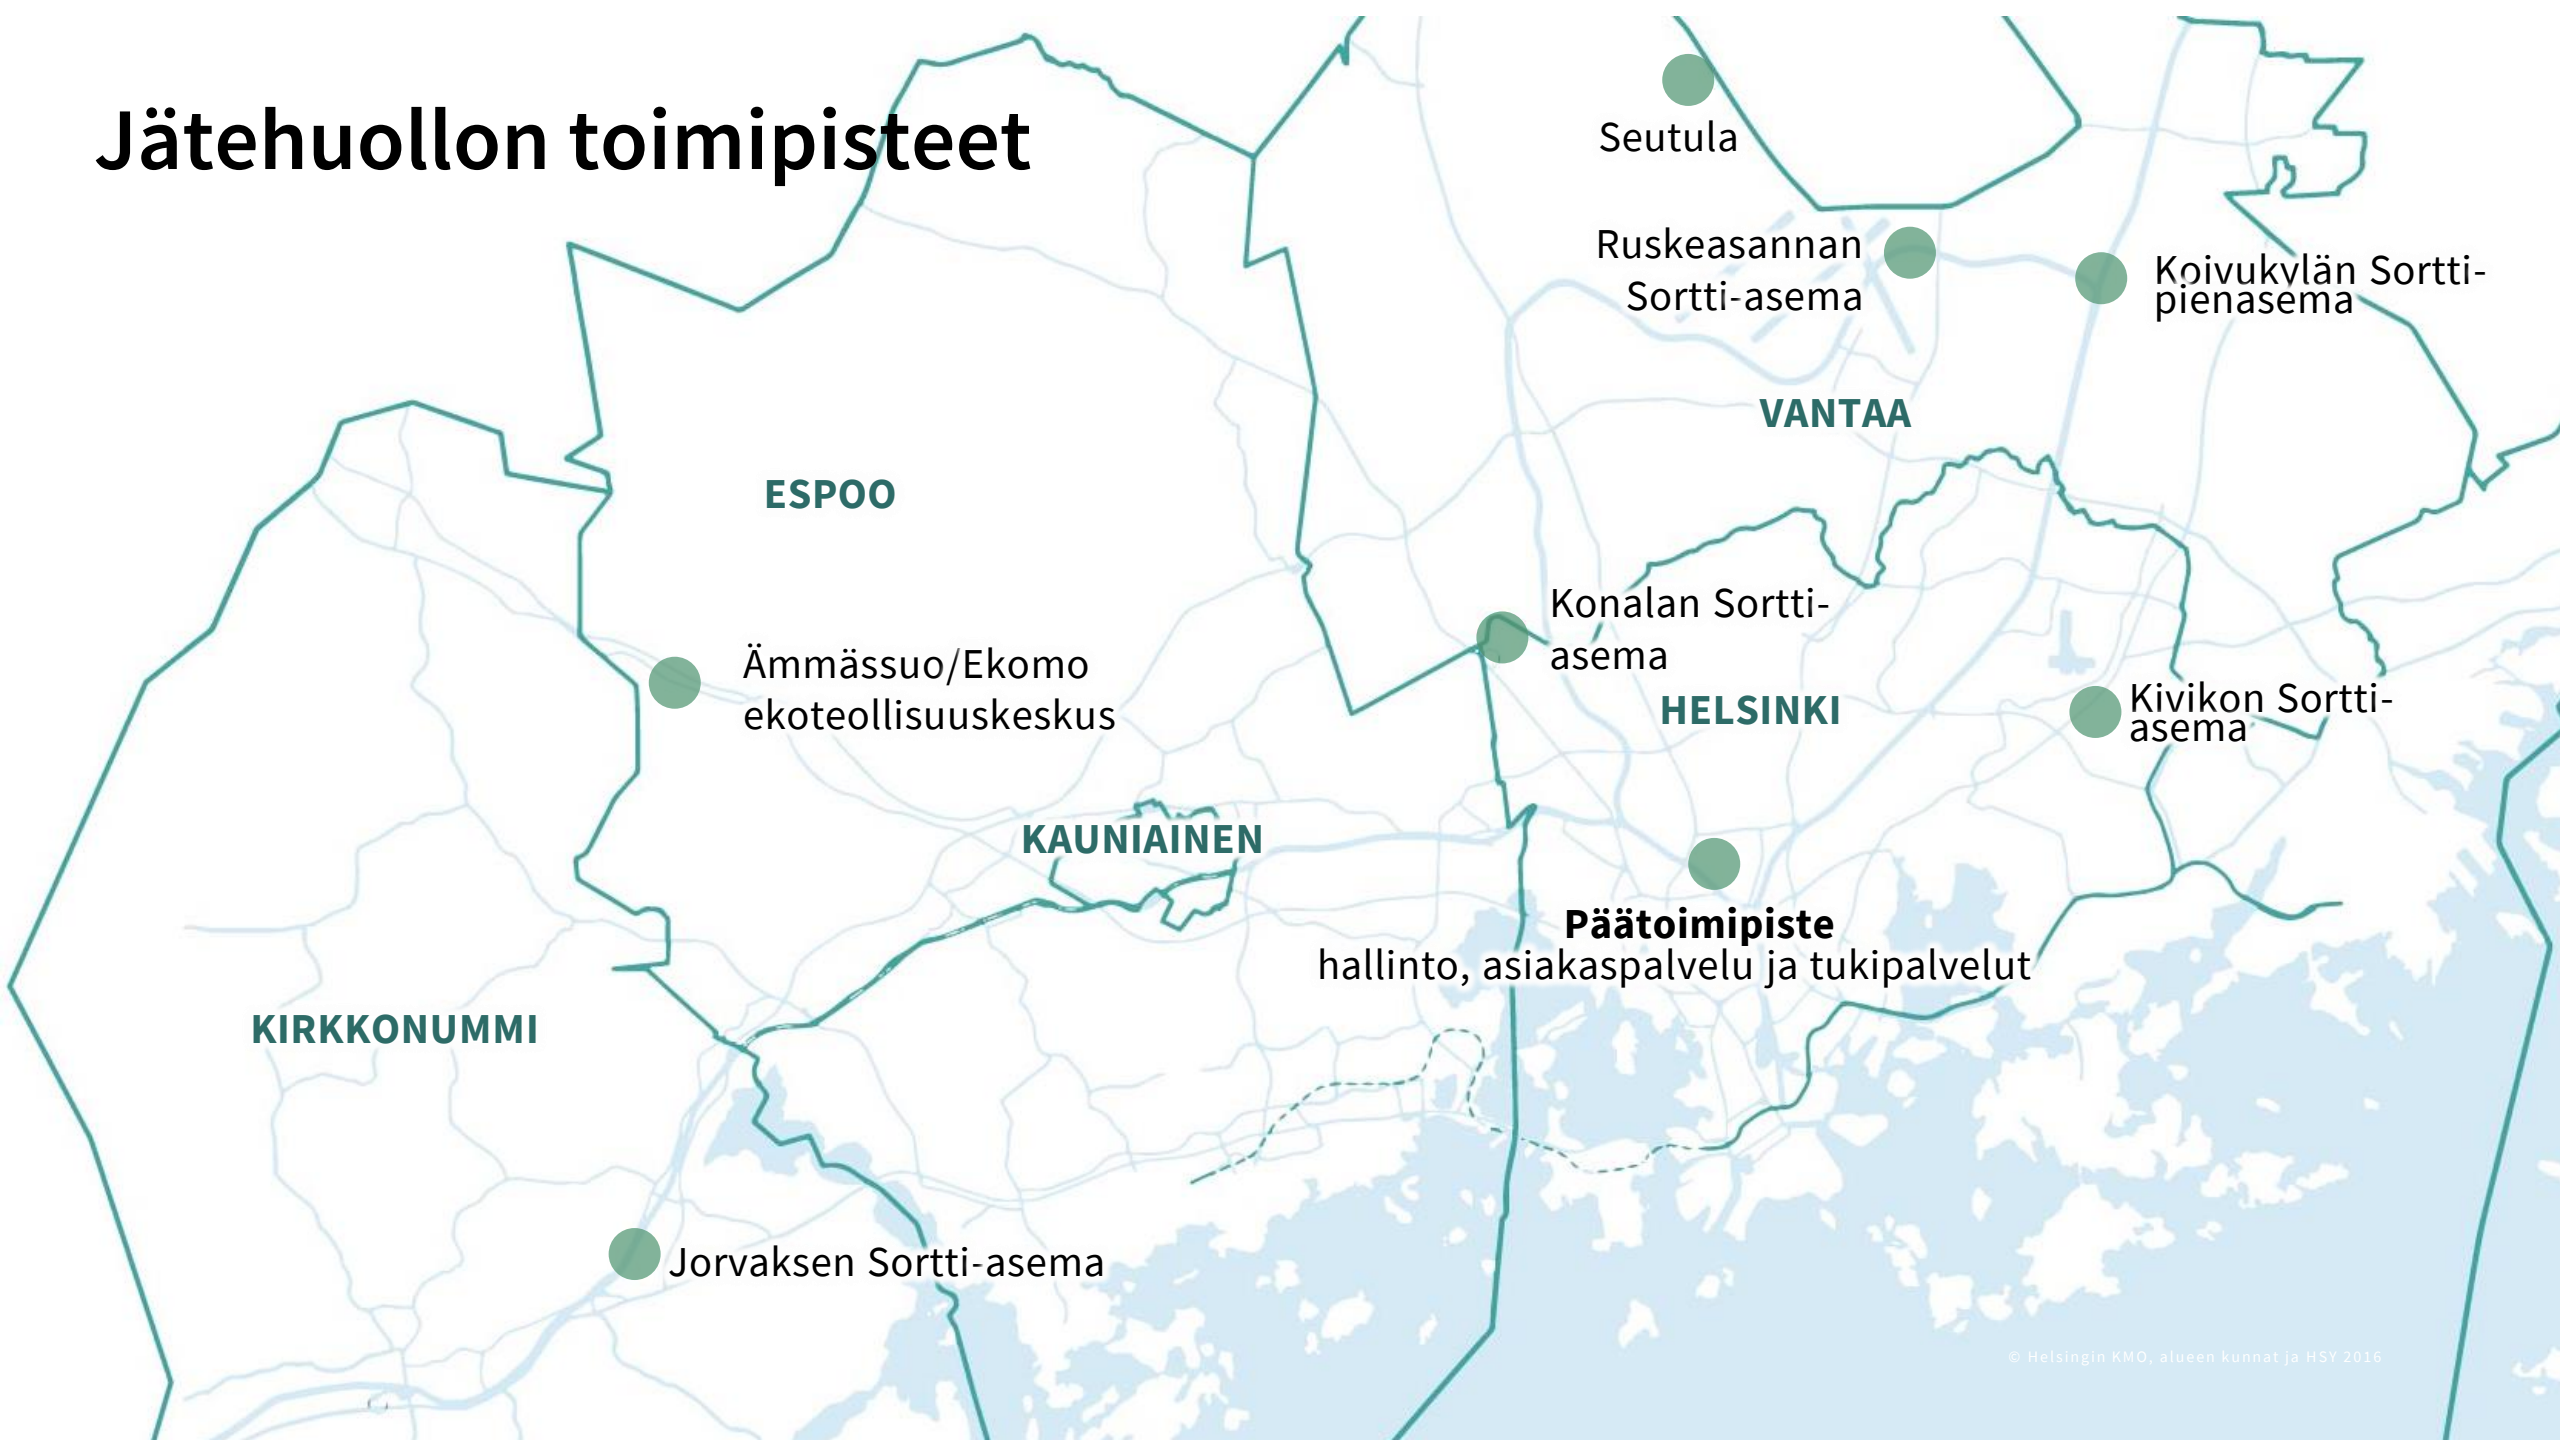 Jätehuollon toimipisteet
Seutula
Ruskeasannan
Sortti-asema
Koivukylän Sortti-
pienasema
VANTAA
ESPOO
Konalan Sortti-
asema
Ämmässuo/Ekomo
ekoteollisuuskeskus
HELSINKI
Kivikon Sortti-
asema
KAUNIAINEN
Päätoimipiste
hallinto, asiakaspalvelu ja tukipalvelut
KIRKKONUMMI
Jorvaksen Sortti-asema
© Helsingin KMO, alueen kunnat ja HSY 2016